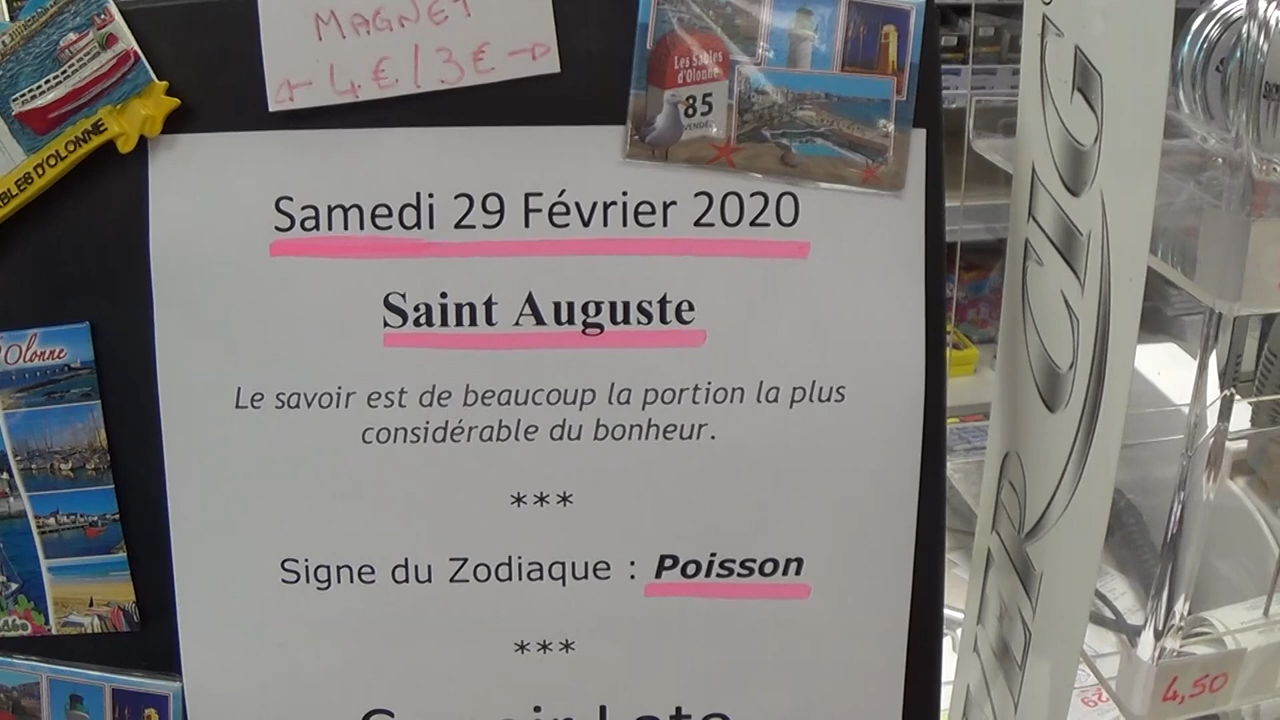 MAGNET
4€/3€
Les Sables
d'Olonne
85
VENDÉE
BLES D'OLONNE
Samedi 29 Février 2020
Saint Auguste
Le savoir est de beaucoup la portion la plus
considérable du bonheur.
***
Signe du Zodiaque : Poisson
***
Olonne
CLIC
4,50